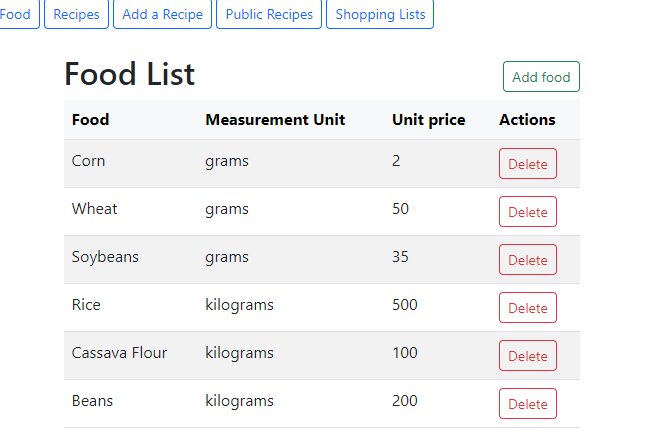 Food Recipes Add a Recipe Public Recipes Shopping Lists
Food List Add food
Food Measurement Unit Unit price Actions
Corn grams 2 Delete
Wheat grams 50 Delete
Soybeans grams 35 Delete
Rice kilograms 500 Delete
Cassava Flour kilograms 100 Delete
Beans kilograms 200 Delete